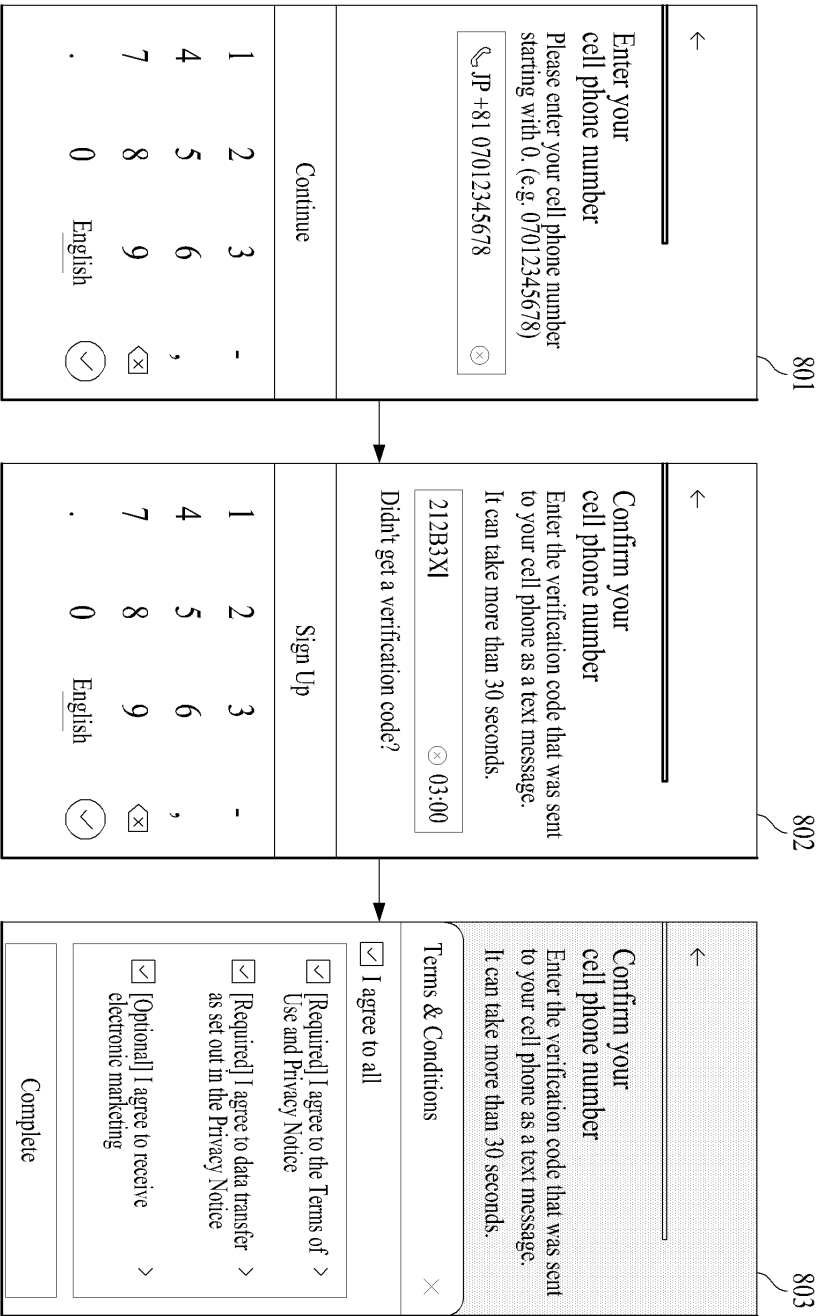 801
←
Enter your
cell phone number
Please enter your cell phone number
starting with 0. (e.g. 07012345678)
JP +81 07012345678
Continue
1 2 3 -
4 5 6 ,
7 8 9
. 0 English
802
←
Confirm your
cell phone number
Enter the verification code that was sent
to your cell phone as a text message.
It can take more than 30 seconds.
212B3X 03:00
Didn't get a verification code?
Sign Up
1 2 3 -
4 5 6 ,
7 8 9
. 0 English
803
←
Confirm your
cell phone number
Enter the verification code that was sent
to your cell phone as a text message.
It can take more than 30 seconds.
Terms & Conditions ×
I agree to all
[Required] I agree to the Terms of >
Use and Privacy Notice
[Required] I agree to data transfer >
as set out in the Privacy Notice
[Optional] I agree to receive >
electronic marketing
Complete